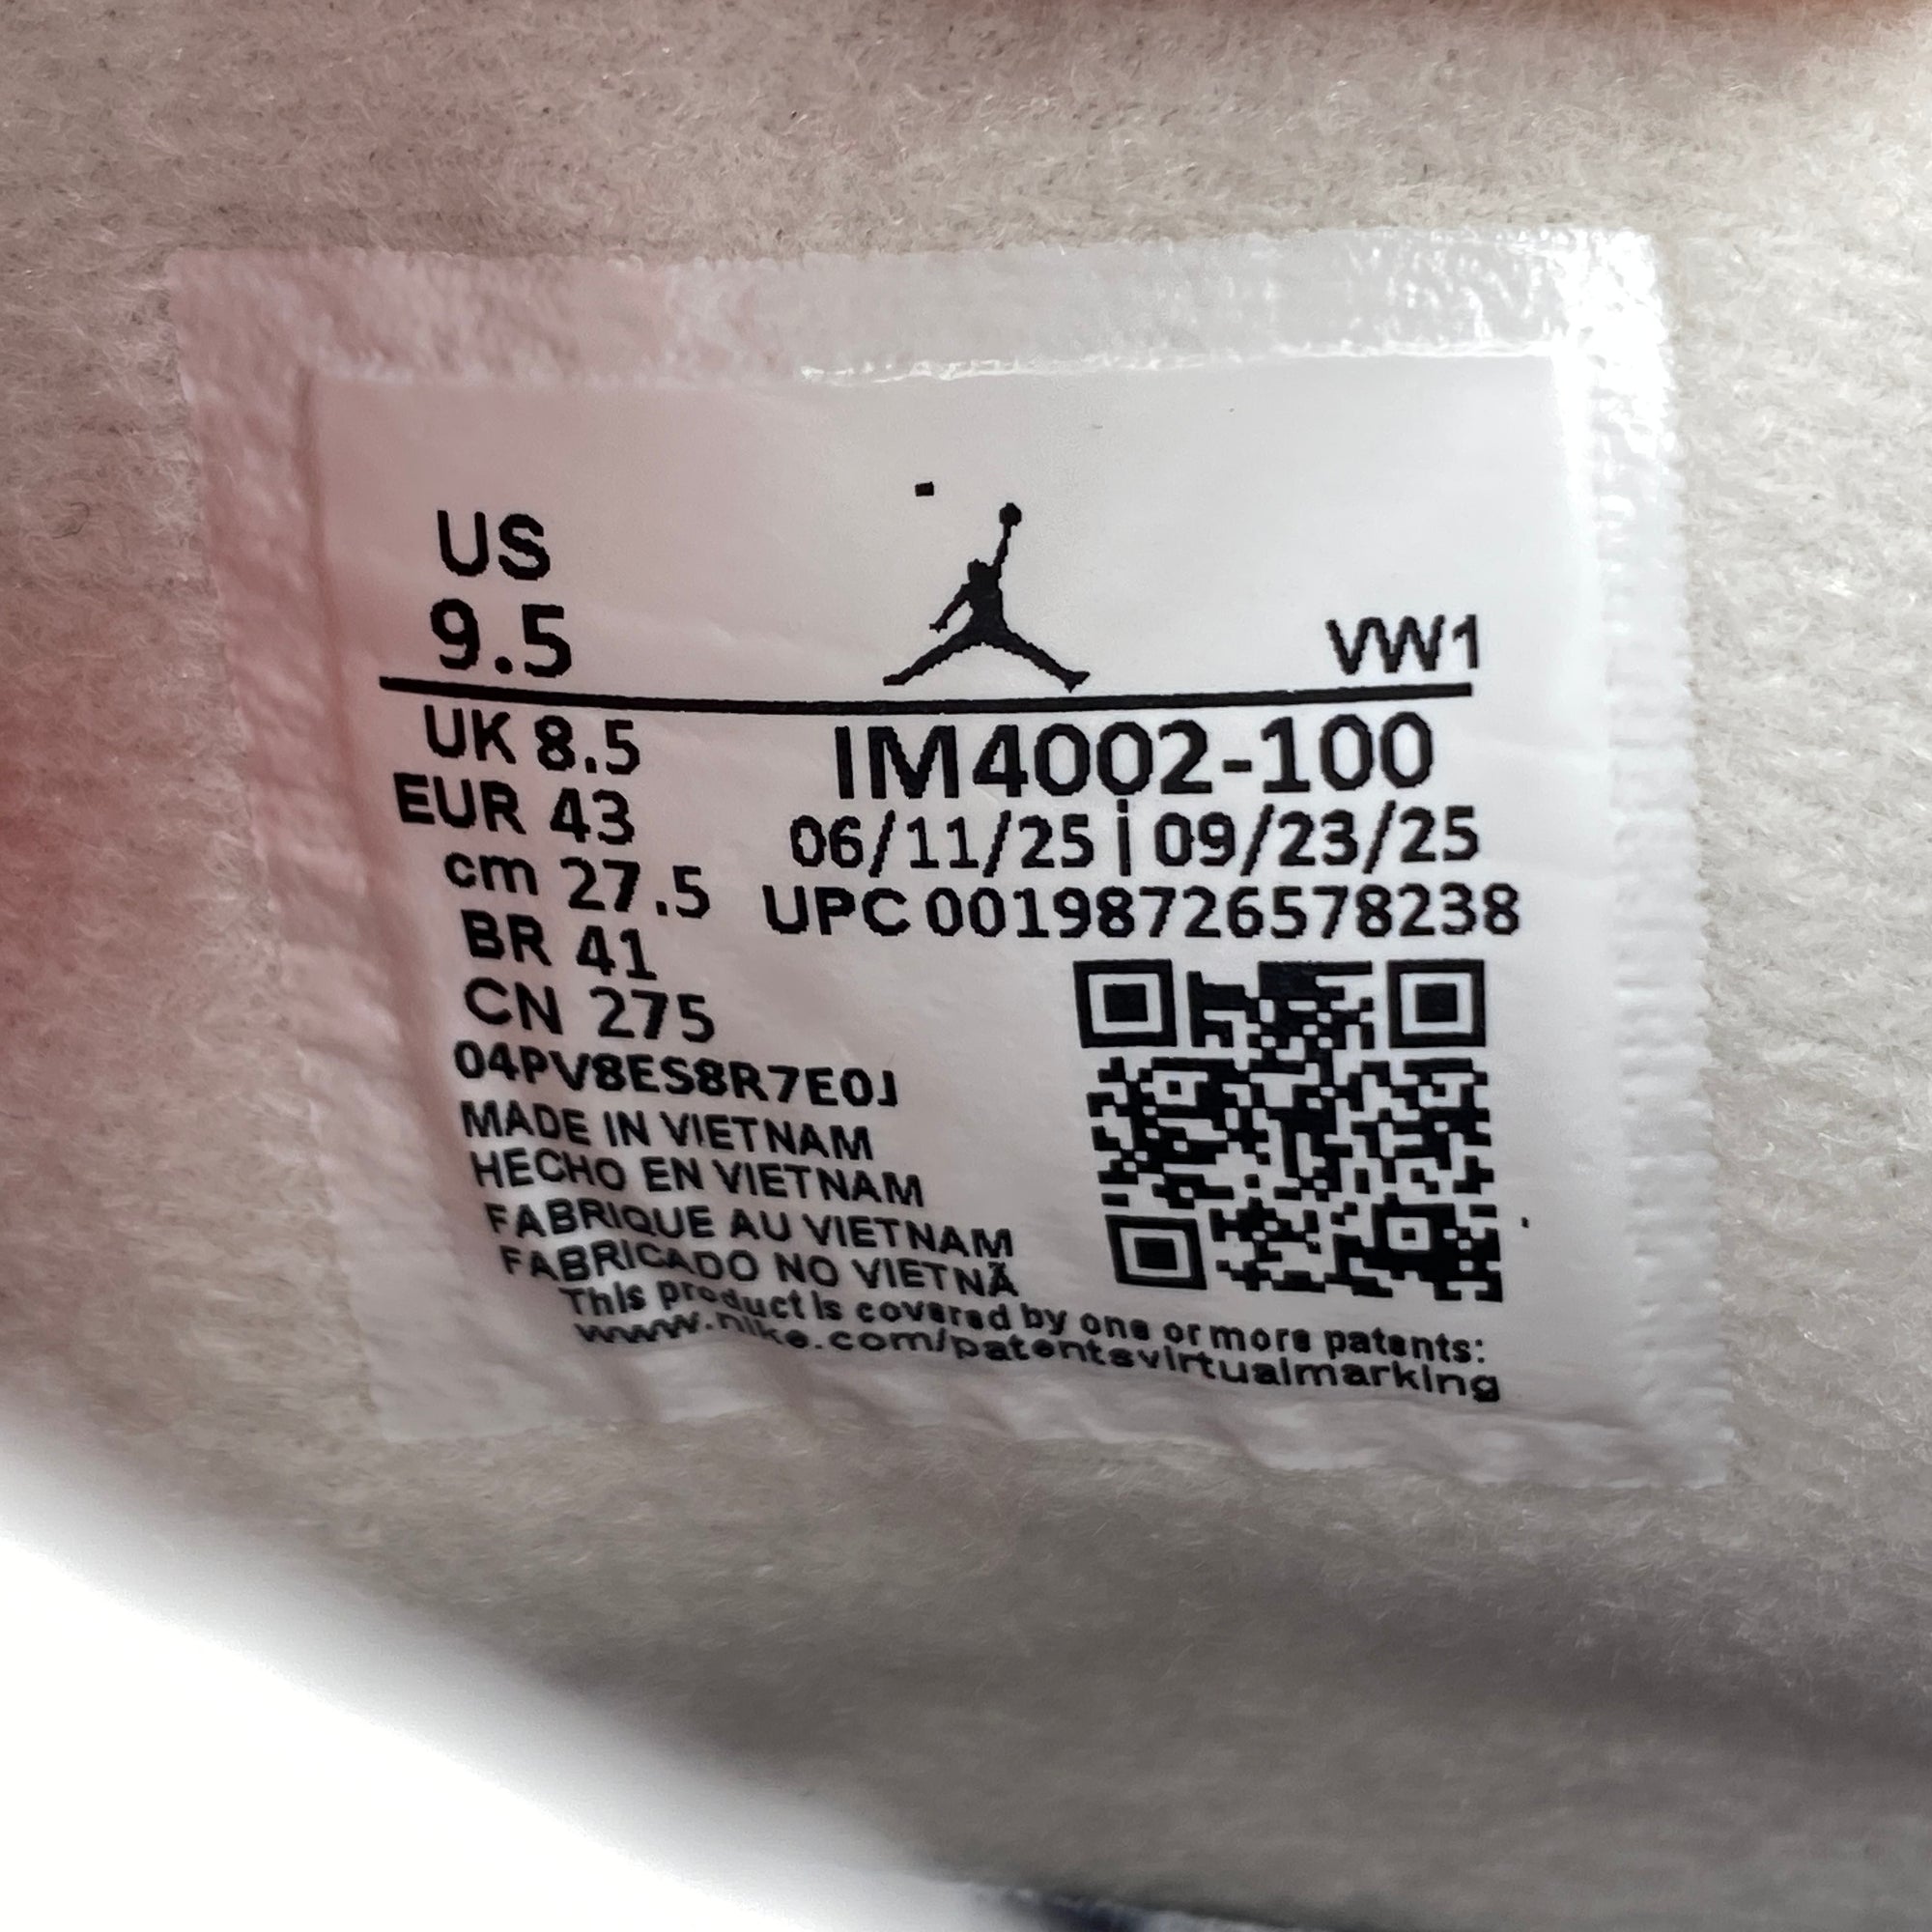 US
9.5
VW1
UK 8.5
EUR 43
cm 27.5
BR 41
CN 275
IM4002-100
06/11/25 | 09/23/25
UPC 00198726578238
04PV8ES8R7E0J
MADE IN VIETNAM
HECHO EN VIETNAM
FABRIQUE AU VIETNAM
FABRICADO NO VIETNÃ
This product is covered by one or more patents:
www.nike.com/patentsvirtualmarking